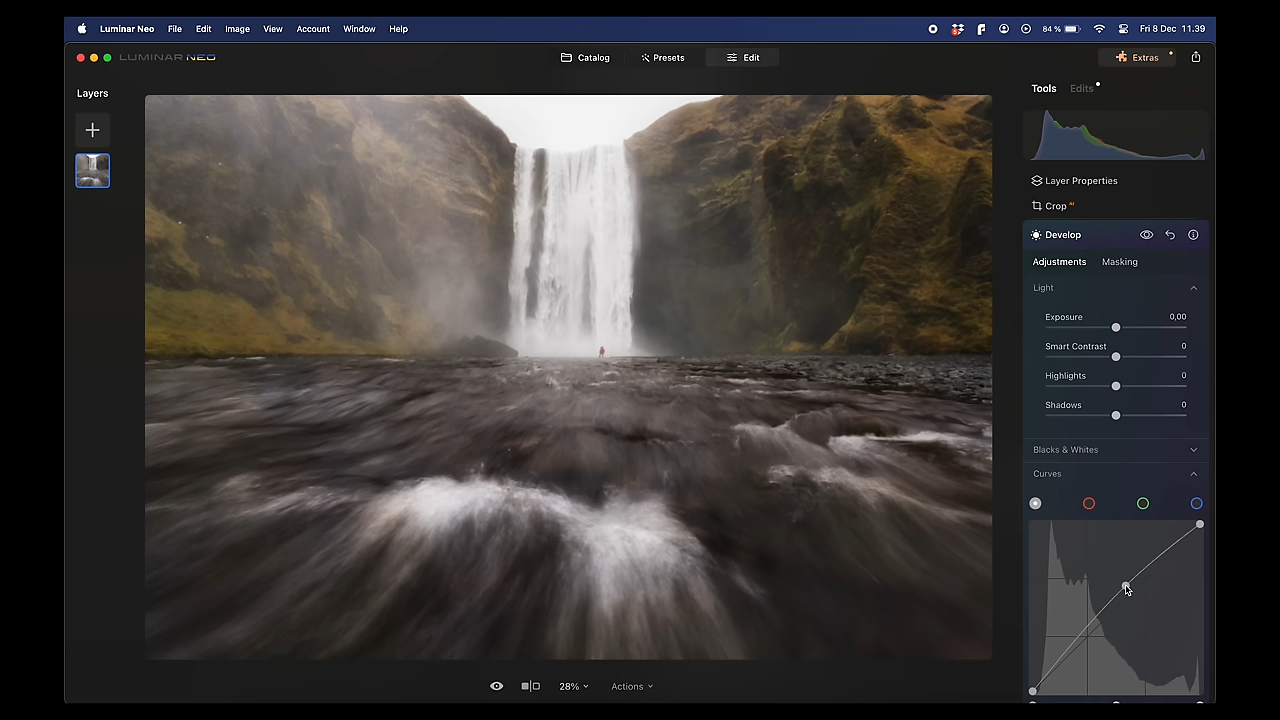 Luminar Neo File Edit Image View Account Window Help 84 % Fri 8 Dec 11.39
LUMINAR NEO Catalog Presets Edit Extras
Layers
Tools Edits
Layer Properties
Crop AI
Develop
Adjustments Masking
Light
Exposure 0,00
Smart Contrast 0
Highlights 0
Shadows 0
Blacks & Whites
Curves
28% Actions